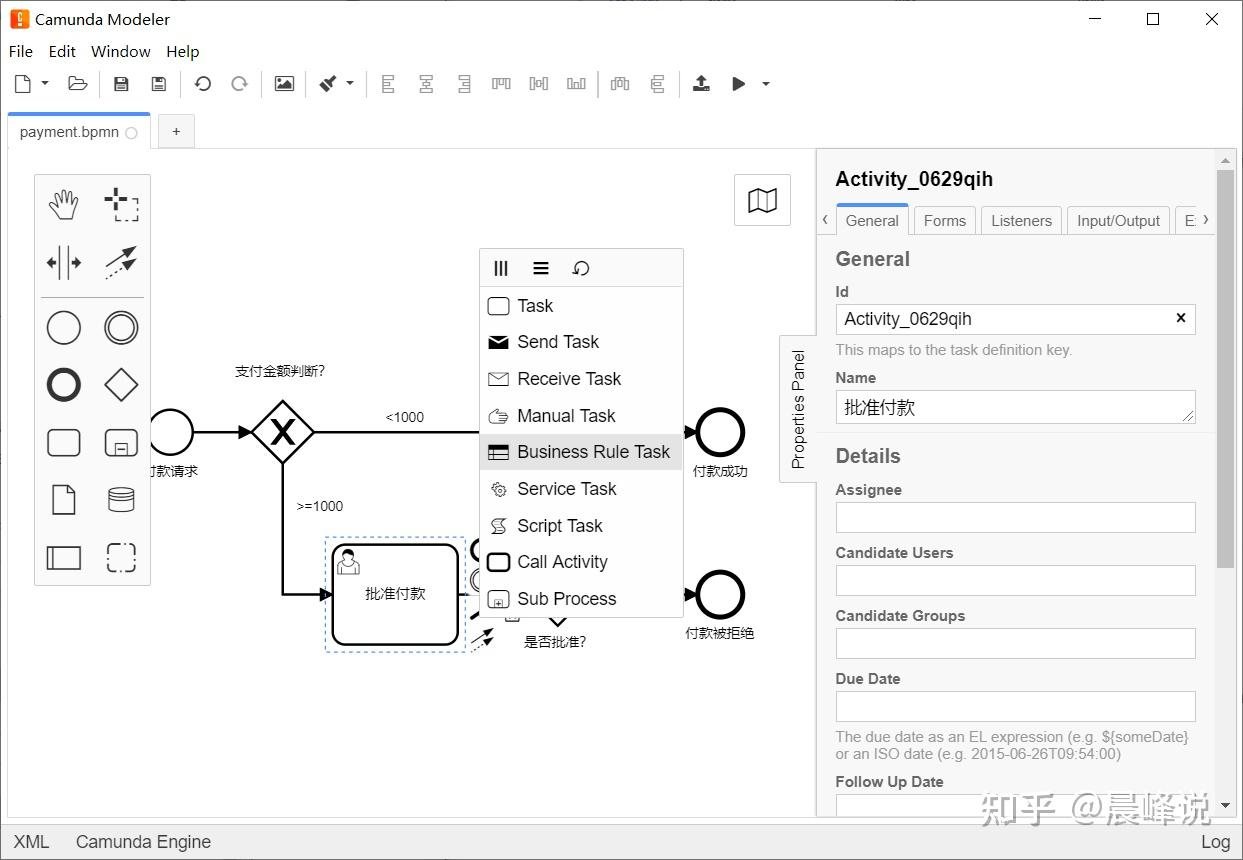 Camunda Modeler
File Edit Window Help
payment.bpmn
+
支付金额判断?
<1000
>=1000
付款请求
批准付款
是否批准?
付款成功
付款被拒绝
Task
Send Task
Receive Task
Manual Task
Business Rule Task
Service Task
Script Task
Call Activity
Sub Process
Properties Panel
Activity_0629qih
General Forms Listeners Input/Output
General
Id
Activity_0629qih
This maps to the task definition key.
Name
批准付款
Details
Assignee
Candidate Users
Candidate Groups
Due Date
The due date as an EL expression (e.g. ${someDate}
or an ISO date (e.g. 2015-06-26T09:54:00)
Follow Up Date
知乎 @晨峰说
XML Camunda Engine Log